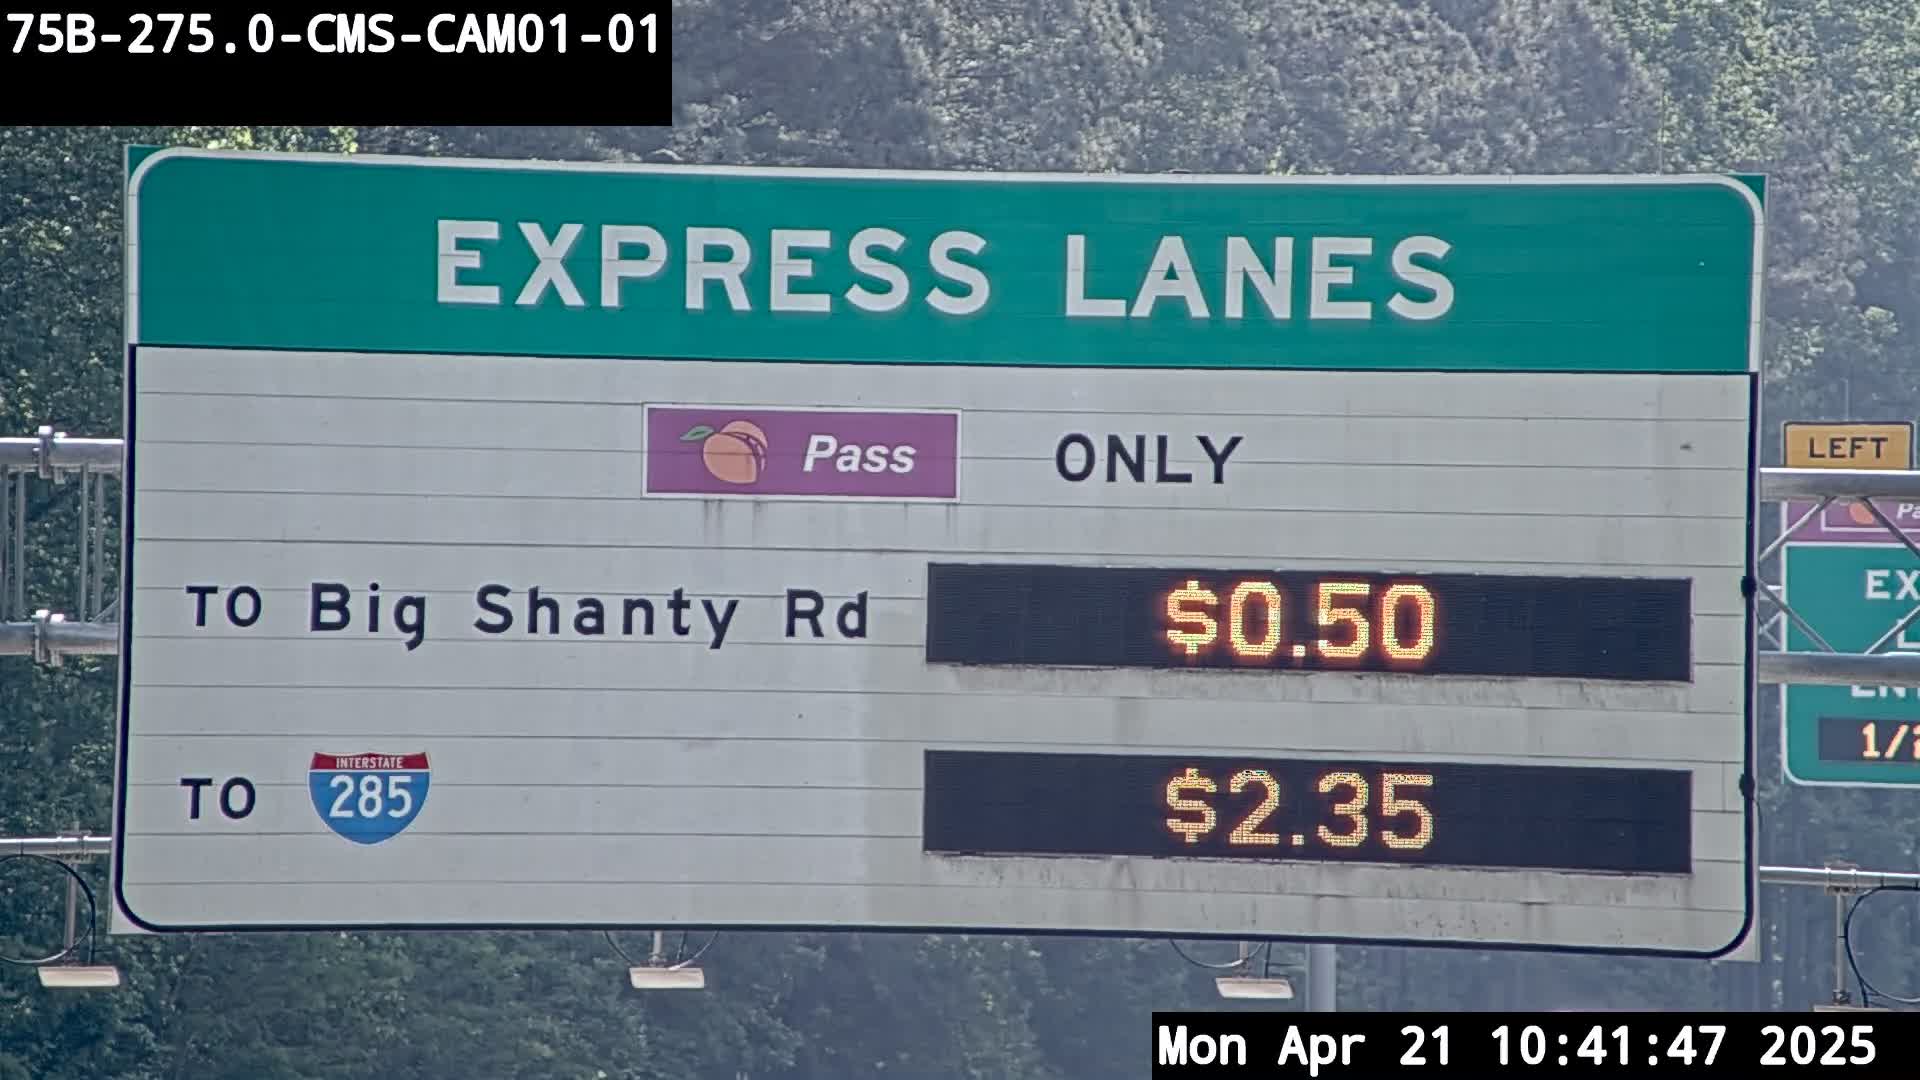 75B-275.0-CMS-CAM01-01
EXPRESS LANES
Pass ONLY
TO Big Shanty Rd $0.50
TO INTERSTATE 285 $2.35
LEFT
Mon Apr 21 10:41:47 2025